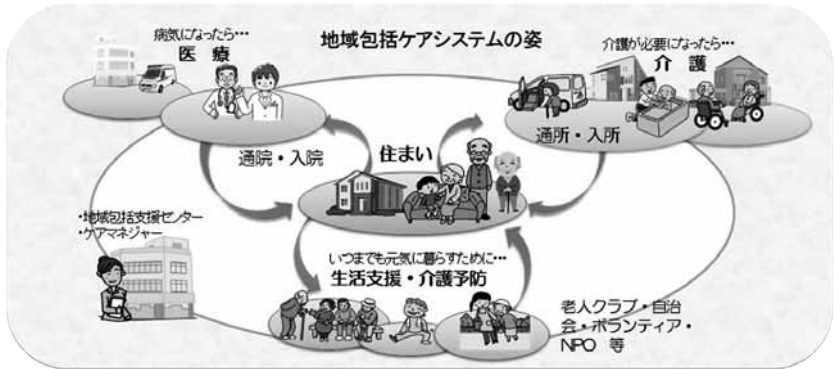 地域包括ケアシステムの姿
病気になったら…
医療
通院・入院
介護が必要になったら…
介護
通所・入所
住まい
・地域包括支援センター
・ケアマネジャー
いつまでも元気に暮らすために…
生活支援・介護予防
老人クラブ・自治
会・ボランティア・
NPO 等